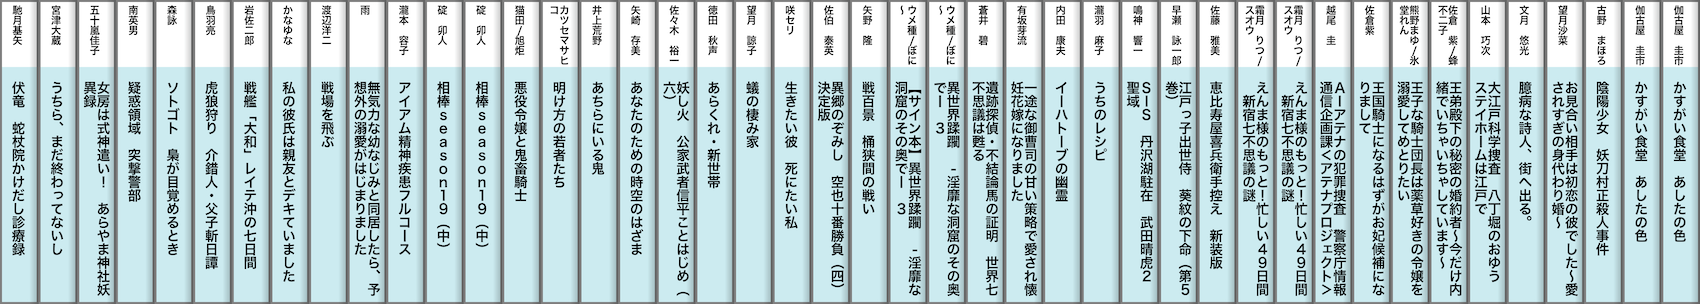 伽古屋　圭市
かすがい食堂　あしたの色
伽古屋　圭市
かすがい食堂　あしたの色
古野　まほろ
陰陽少女　妖刀村正殺人事件
望月沙菜
お見合い相手は初恋の彼でした～愛
されすぎの身代わり婚～
文月　悠光
臆病な詩人、街へ出る。
山本　巧次
大江戸科学捜査　八丁堀のおゆう
ステイホームは江戸で
佐倉　紫/蜂
不二子
王弟殿下の秘密の婚約者～今だけ内
緒でいちゃいちゃしています～
熊野まゆ/氷
堂れん
王子な騎士団長は薬草好きの令嬢を
溺愛してめとりたい
佐倉紫
王国騎士になるはずがお妃候補にな
りまして
越尾　圭
ＡＩアテナの犯罪捜査　警察庁情報
通信企画課＜アテナプロジェクト＞
霜月　りつ/
スオウ
えんま様のもっと！忙しい４９日間
　新宿七不思議の謎
霜月　りつ/
スオウ
えんま様のもっと！忙しい４９日間
　新宿七不思議の謎
佐藤　雅美
恵比寿屋喜兵衛手控え　新装版
早瀬　詠一郎
江戸っ子出世侍　葵紋の下命（第５
巻）
鳴神　響一
ＳＩＳ　丹沢湖駐在　武田晴虎２
聖域
瀧羽　麻子
うちのレシピ
内田　康夫
イーハトーブの幽霊
有坂芽流
一途な御曹司の甘い策略で愛され懐
妊花嫁になりました
蒼井　碧
遺跡探偵・不結論馬の証明　世界七
不思議は甦る
ウメ種/ぼに
～
異世界蹂躙　-淫靡な洞窟のその奥
でー　３
ウメ種/ぼに
～
【サイン本】異世界蹂躙　-淫靡な
洞窟のその奥でー　３
矢野　隆
戦百景　桶狭間の戦い
佐伯　泰英
異郷のぞみし　空也十番勝負（四）
決定版
咲セリ
生きたい彼　死にたい私
望月　諒子
蟻の棲み家
徳田　秋声
あらくれ・新世帯
佐々木　裕一
妖し火　公家武者信平ことはじめ（
六）
矢崎　存美
あなたのための時空のはざま
井上荒野
あちらにいる鬼
カツセマサヒ
コ
明け方の若者たち
猫田/旭炬
悪役令嬢と鬼畜騎士
碇　卯人
相棒ｓｅａｓｏｎ１９（中）
碇　卯人
相棒ｓｅａｓｏｎ１９（中）
瀧本　容子
アイアム精神疾患フルコース
雨
無気力な幼なじみと同居したら、予
想外の溺愛がはじまりました
渡辺洋二
戦場を飛ぶ
かなゆな
私の彼氏は親友とデキていました
岩佐二郎
戦艦「大和」レイテ沖の七日間
鳥羽亮
虎狼狩り　介錯人・父子斬日譚
森詠
ソトゴト　梟が目覚めるとき
南英男
疑惑領域　突撃警部
五十嵐佳子
女房は式神遣い！　あらやま神社妖
異録
宮津大蔵
うちら、まだ終わってないし
馳月基矢
伏竜　蛇杖院かけだし診療録